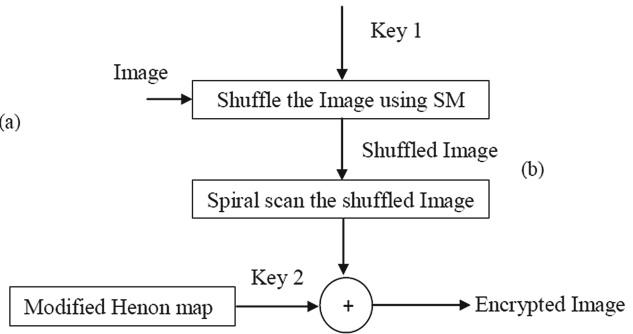 Key 1
Image
Shuffle the Image using SM
(a)
Shuffled Image
(b)
Spiral scan the shuffled Image
Key 2
Modified Henon map
+
Encrypted Image